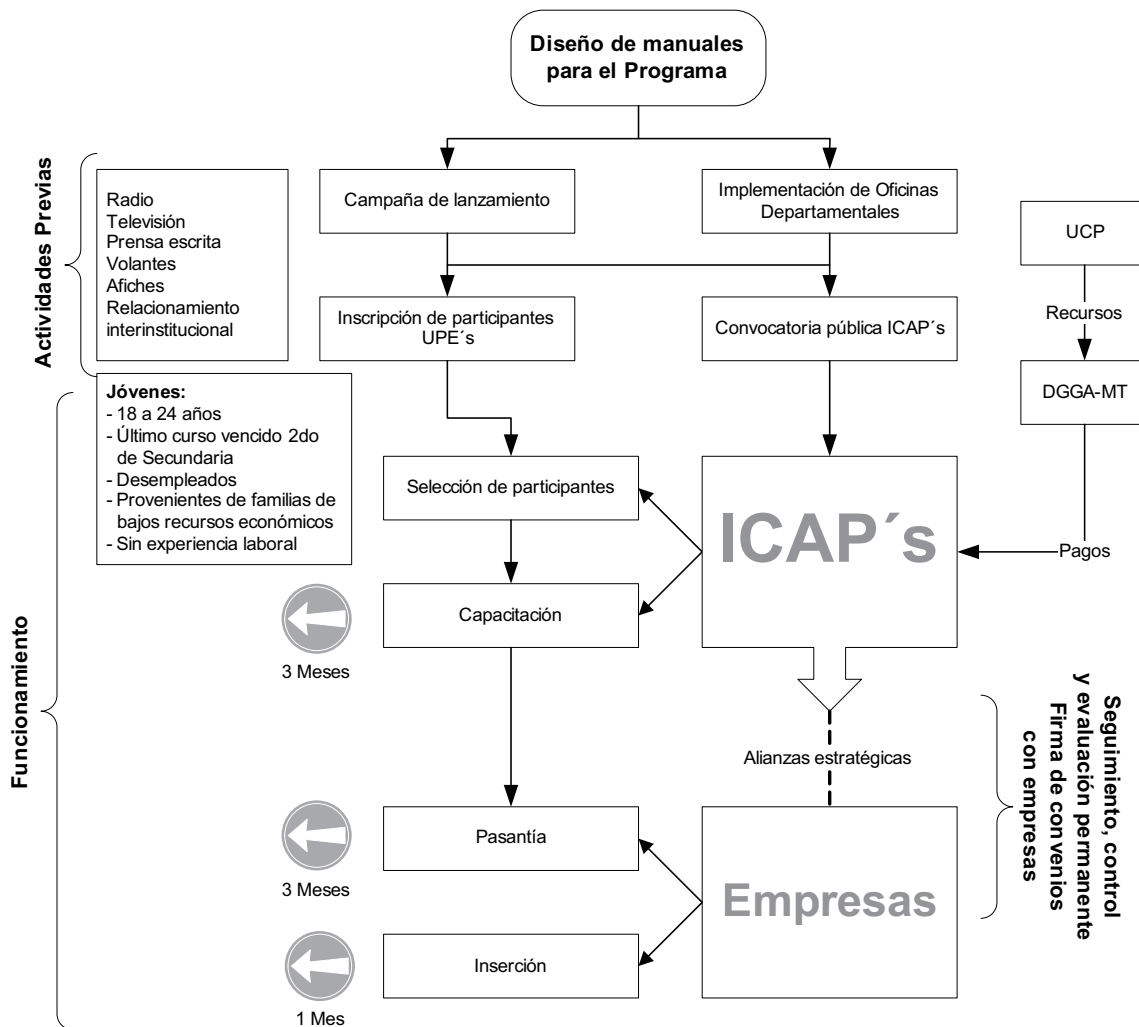 Diseño de manuales
para el Programa
Actividades Previas
Radio
Televisión
Prensa escrita
Volantes
Afiches
Relacionamiento
interinstitucional
Campaña de lanzamiento
Implementación de Oficinas
Departamentales
UCP
Recursos
DGGA-MT
Pagos
Inscripción de participantes
UPE´s
Convocatoria pública ICAP´s
Funcionamiento
Jóvenes:
- 18 a 24 años
- Último curso vencido 2do
de Secundaria
- Desempleados
- Provenientes de familias de
bajos recursos económicos
- Sin experiencia laboral
Selección de participantes
ICAP´s
Capacitación
3 Meses
Alianzas estratégicas
Seguimiento, control
y evaluación permanente
Firma de convenios
con empresas
Pasantía
3 Meses
Empresas
Inserción
1 Mes